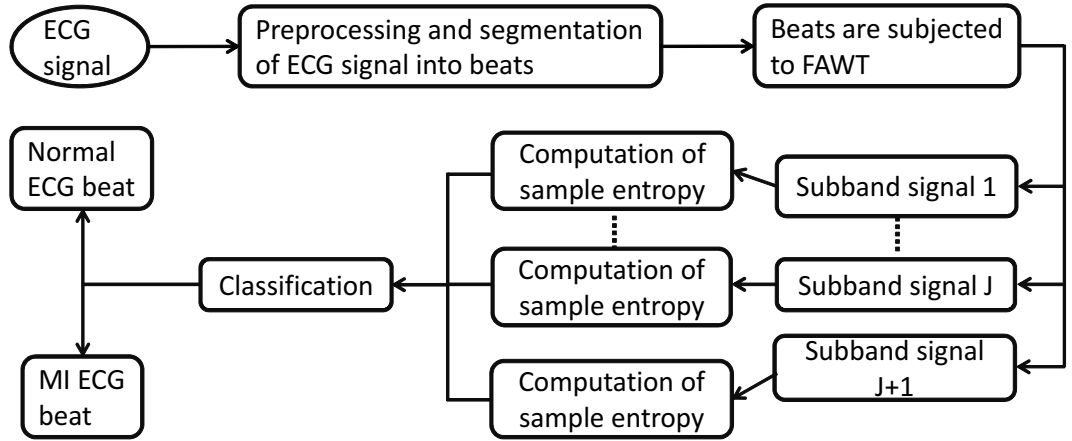 ECG
signal
Preprocessing and segmentation
of ECG signal into beats
Beats are subjected
to FAWT
Subband signal 1
Subband signal J
Subband signal
J+1
Computation of
sample entropy
Computation of
sample entropy
Computation of
sample entropy
Classification
Normal
ECG beat
MI ECG
beat